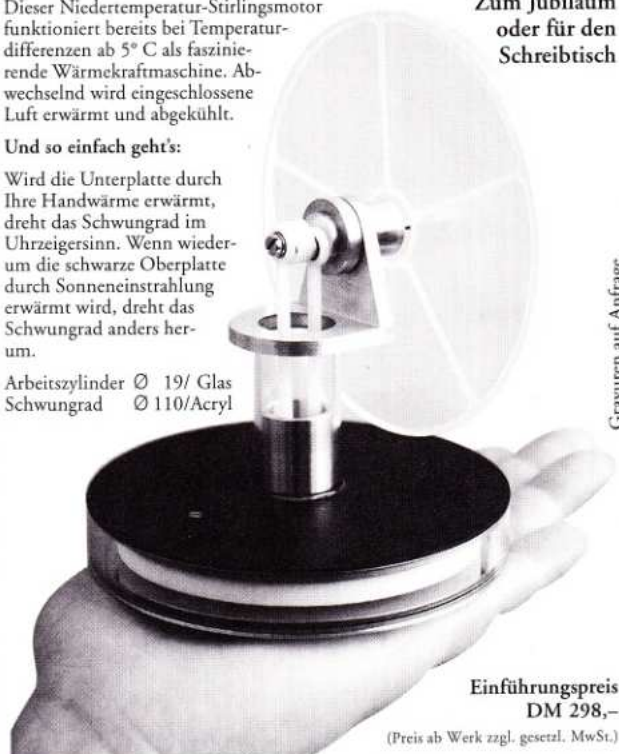 Dieser Niedertemperatur-Stirlingsmotor
funktioniert bereits bei Temperatur-
differenzen ab 5° C als faszinie-
rende Wärmekraftmaschine. Ab-
wechselnd wird eingeschlossene
Luft erwärmt und abgekühlt.
Und so einfach geht's:
Wird die Unterplatte durch
Ihre Handwärme erwärmt,
dreht das Schwungrad im
Uhrzeigersinn. Wenn wieder-
um die schwarze Oberplatte
durch Sonneneinstrahlung
erwärmt wird, dreht das
Schwungrad anders her-
um.
Arbeitszylinder Ø 19/ Glas
Schwungrad Ø 110/Acryl
Zum Jubiläum
oder für den
Schreibtisch
Gravuren auf Anfrage
Einführungspreis
DM 298,–
(Preis ab Werk zzgl. gesetzl. MwSt.)